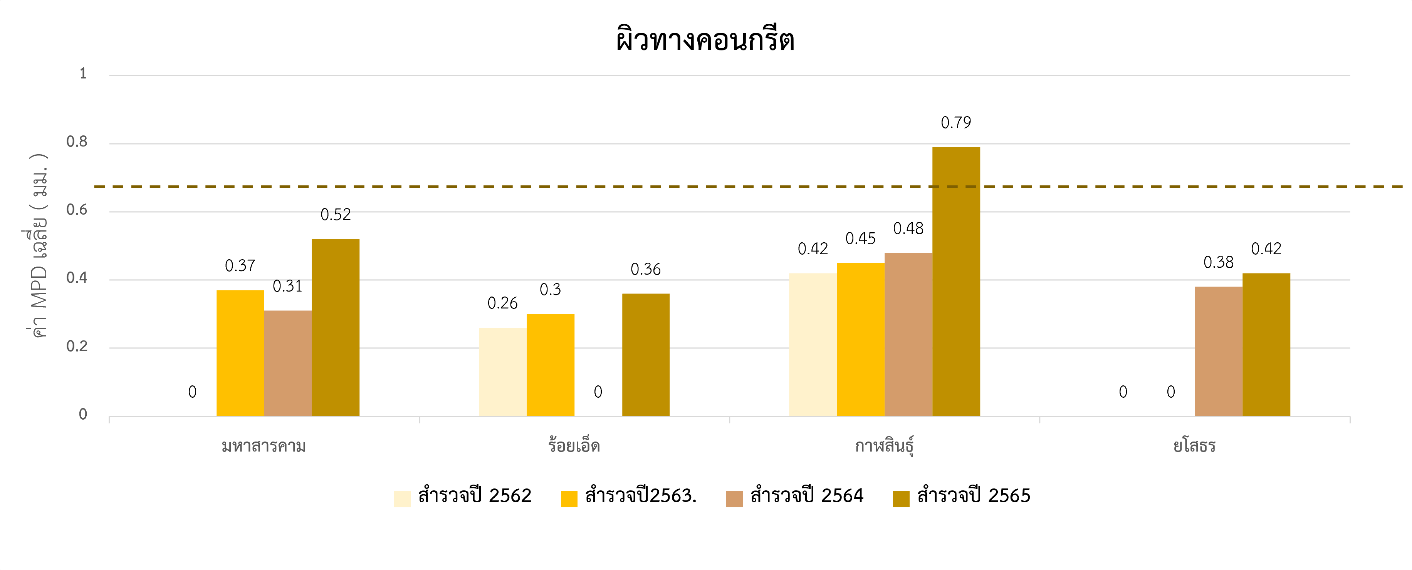 ผิวทางคอนกรีต
ค่า MPD เฉลี่ย ( มม. )
1
0.8
0.6
0.4
0.2
0
0 0.37 0.31 0.52
0.26 0.3 0 0.36
0.42 0.45 0.48 0.79
0 0 0.38 0.42
มหาสารคาม ร้อยเอ็ด กาฬสินธุ์ ยโสธร
สำรวจปี 2562 สำรวจปี2563. สำรวจปี 2564 สำรวจปี 2565